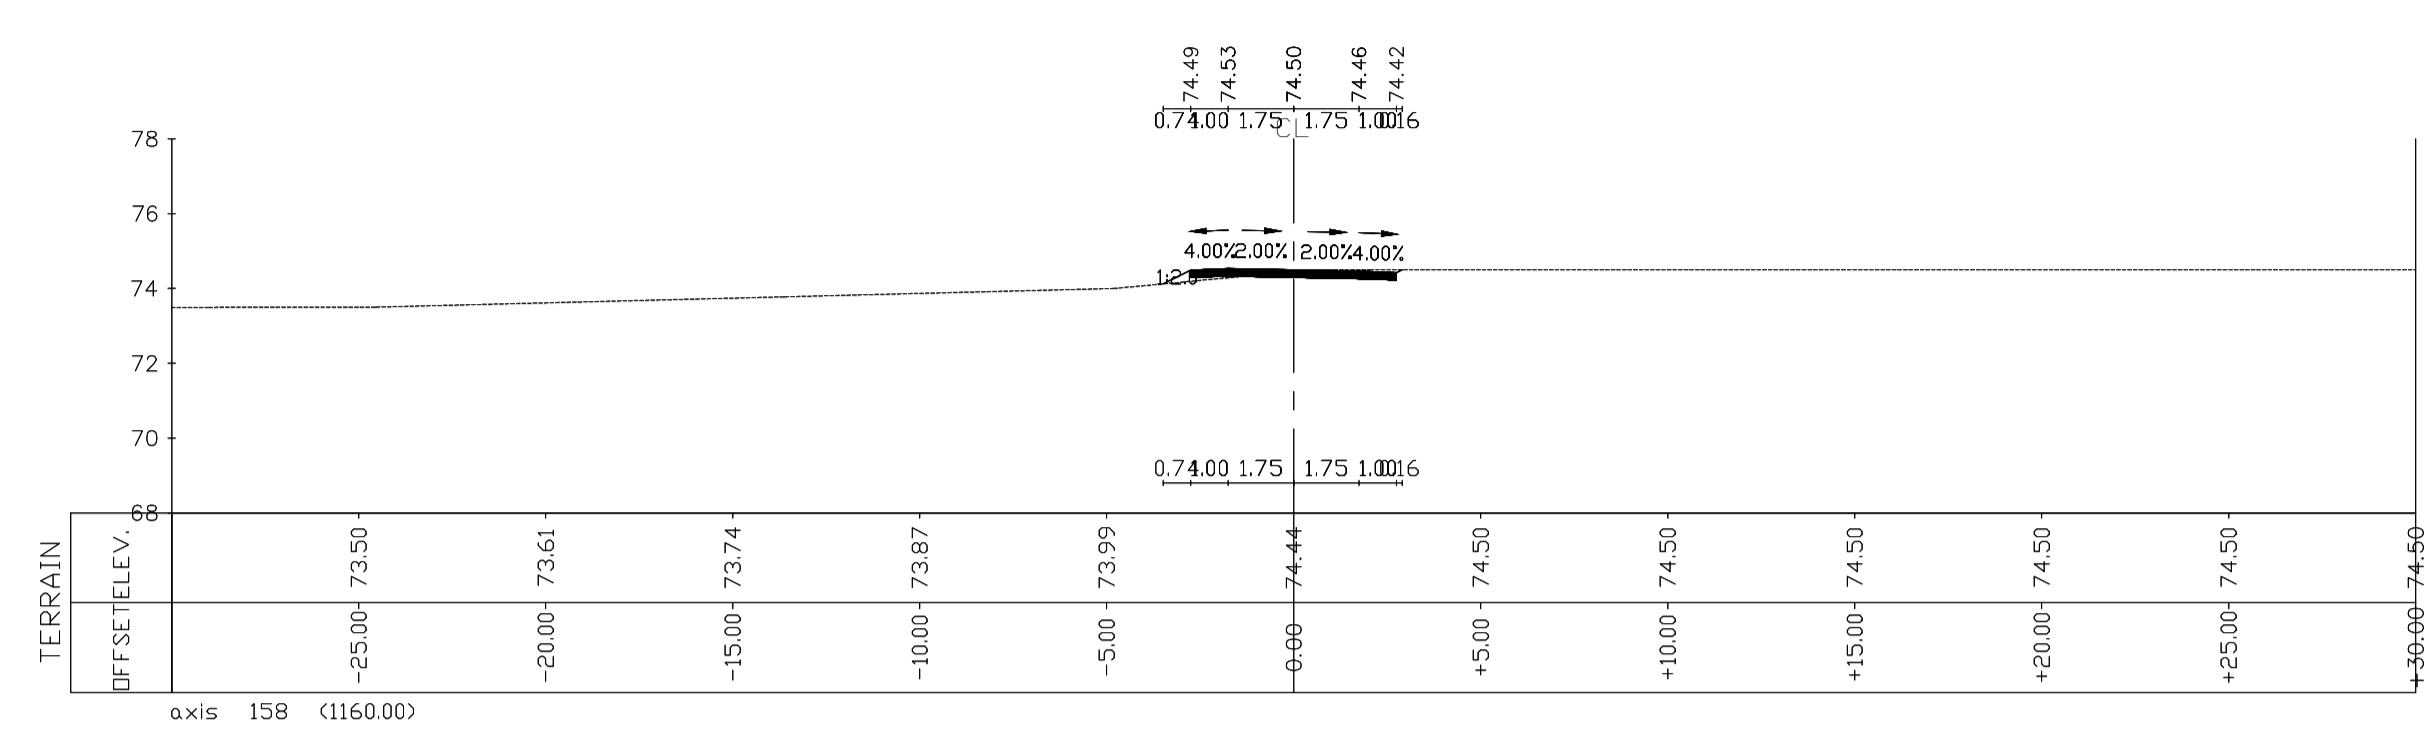 74.49 74.53 74.50 74.46 74.42
0.74 1.00 1.75 1.75 1.00 0.16
CL
78
76
4.00% 2.00% 2.00% 4.00%
74
72
70
0.74 1.00 1.75 1.75 1.00 0.16
68
TERRAIN
ELEV. 73.50 73.61 73.74 73.87 73.99 74.44 74.50 74.50 74.50 74.50 74.50 74.50
OFFSET -25.00 -20.00 -15.00 -10.00 -5.00 0.00 +5.00 +10.00 +15.00 +20.00 +25.00 +30.00
axis 158 (1160.00)